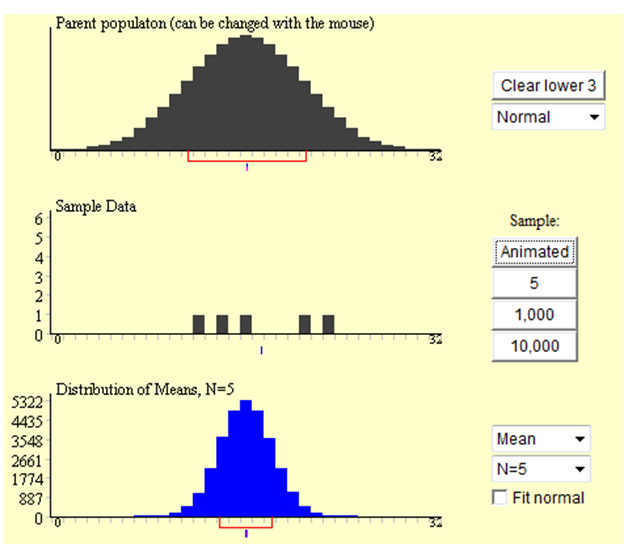 Parent populaton (can be changed with the mouse)
Clear lower 3
Normal
0
32
Sample Data
6
5
4
3
2
1
0
0
32
Sample:
Animated
5
1,000
10,000
Distribution of Means, N=5
5322
4435
3548
2661
1774
887
0
0
32
Mean
N=5
Fit normal